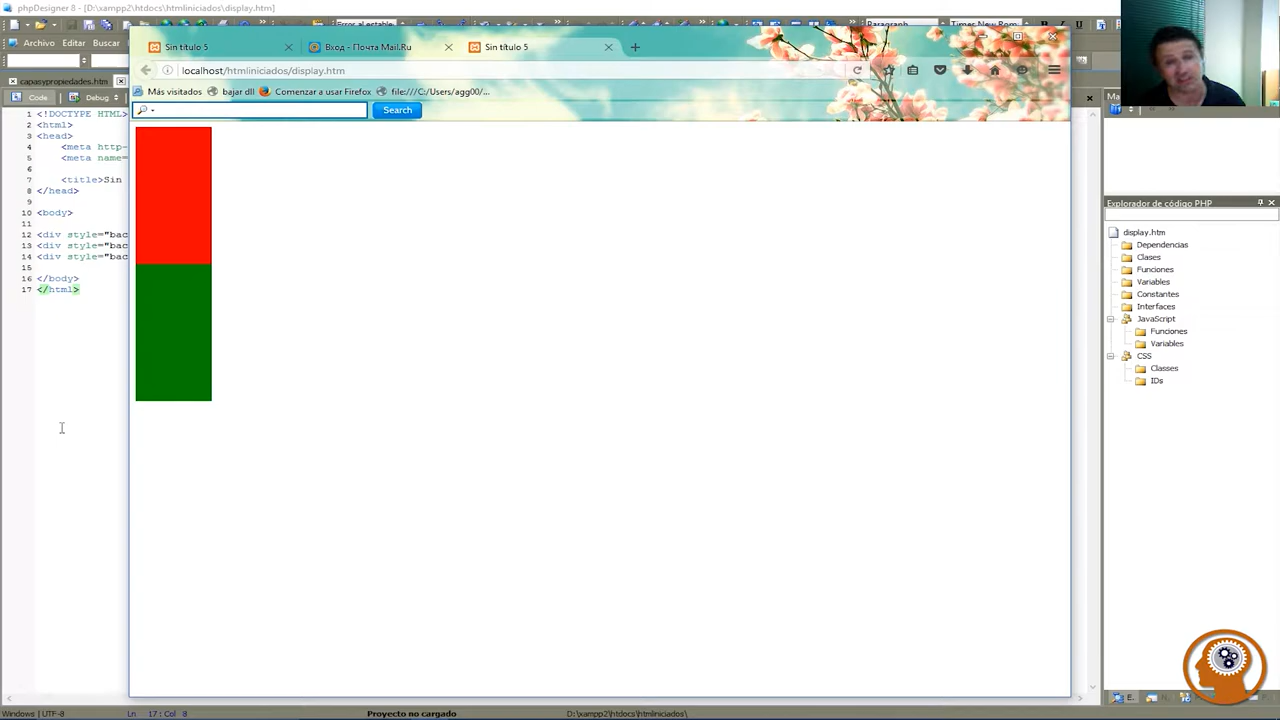 phpDesigner 8 - [D:\xampp2\htdocs\htmliniciados\display.htm]
Archivo Editar Buscar
Sin título 5
Вход - Почта Mail.Ru
Sin título 5
localhost/htmliniciados/display.htm
Más visitados bajar dll Comenzar a usar Firefox file:///C:/Users/agg00/...
Search
capasypropiedades.htm
Code Debug
1 <!DOCTYPE HTML>
2 <html>
3 <head>
4 <meta http-
5 <meta name=
6
7 <title>Sin
8 </head>
9
10 <body>
11
12 <div style="bac
13 <div style="bac
14 <div style="bac
15
16 </body>
17 </html>
Explorador de código PHP
display.htm
Dependencias
Clases
Funciones
Variables
Constantes
Interfaces
JavaScript
Funciones
Variables
CSS
Classes
IDs
Windows | UTF-8 Ln 17 : Col 8 Proyecto no cargado D:\xampp2\htdocs\htmliniciados\